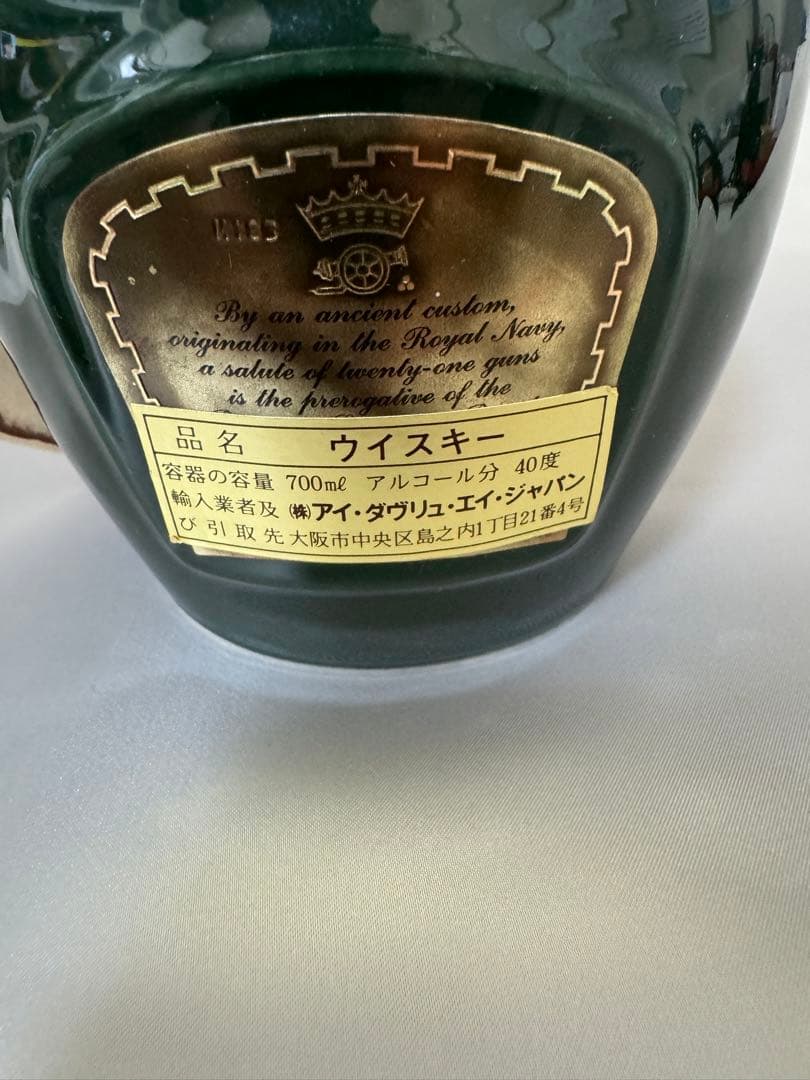 By an ancient custom,
originating in the Royal Navy,
a salute of twenty-one guns
is the prerogative of the
品名 ウイスキー
容器の容量 700mℓ アルコール分 40度
輸入業者及 ㈱アイ・ダヴリュ・エイ・ジャパン
び引取先 大阪市中央区島之内1丁目21番4号